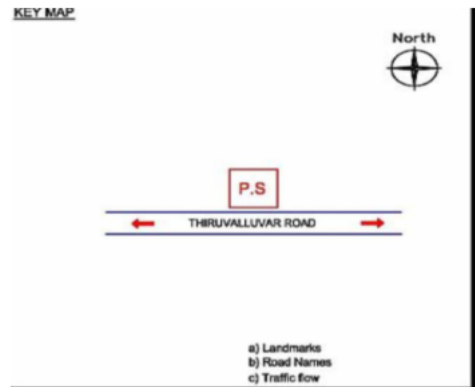 KEY MAP
North
P.S
THIRUVALLUVAR ROAD
a) Landmarks
b) Road Names
c) Traffic flow